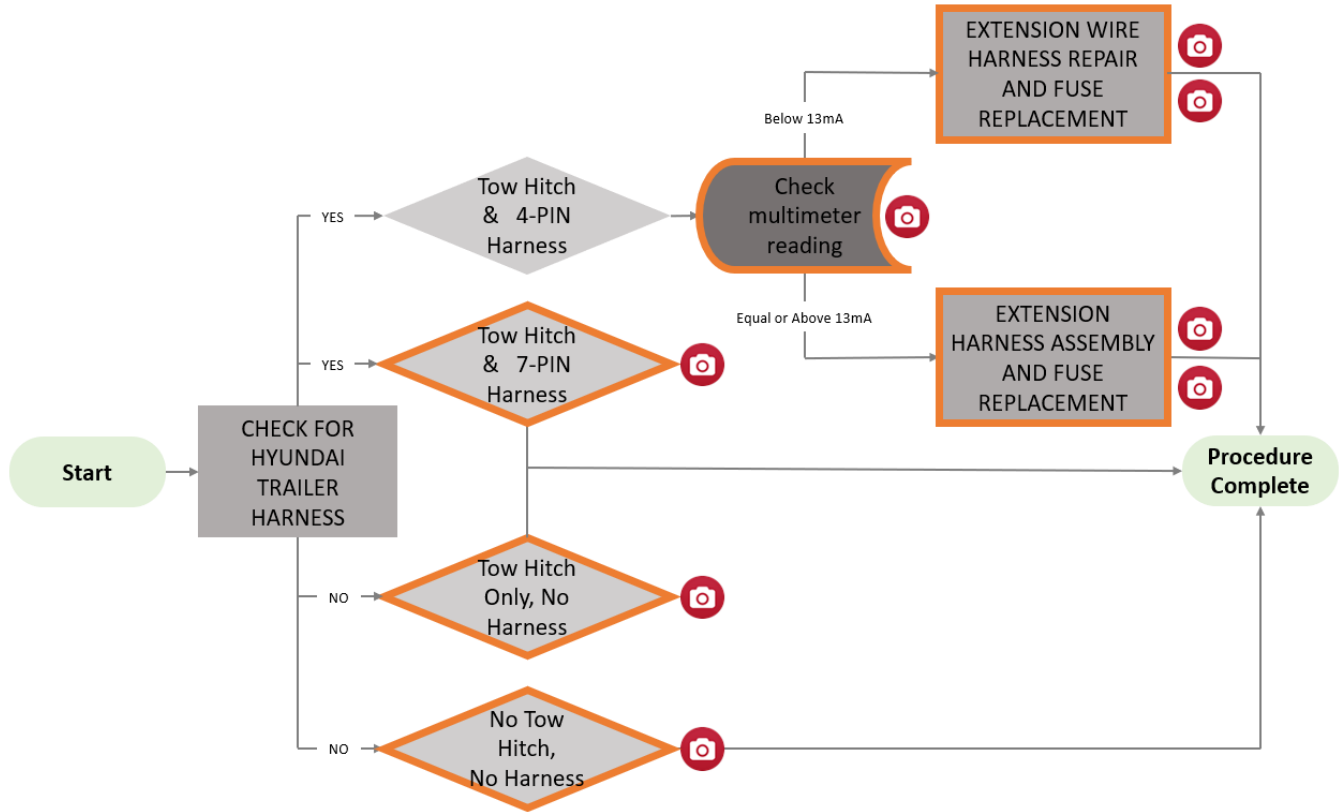 EXTENSION WIRE
HARNESS REPAIR
AND FUSE
REPLACEMENT
Below 13mA
Tow Hitch
& 4-PIN
Harness
YES
Check
multimeter
reading
Equal or Above 13mA
EXTENSION
HARNESS ASSEMBLY
AND FUSE
REPLACEMENT
Tow Hitch
& 7-PIN
Harness
YES
Start
CHECK FOR
HYUNDAI
TRAILER
HARNESS
Procedure
Complete
NO
Tow Hitch
Only, No
Harness
NO
No Tow
Hitch,
No Harness